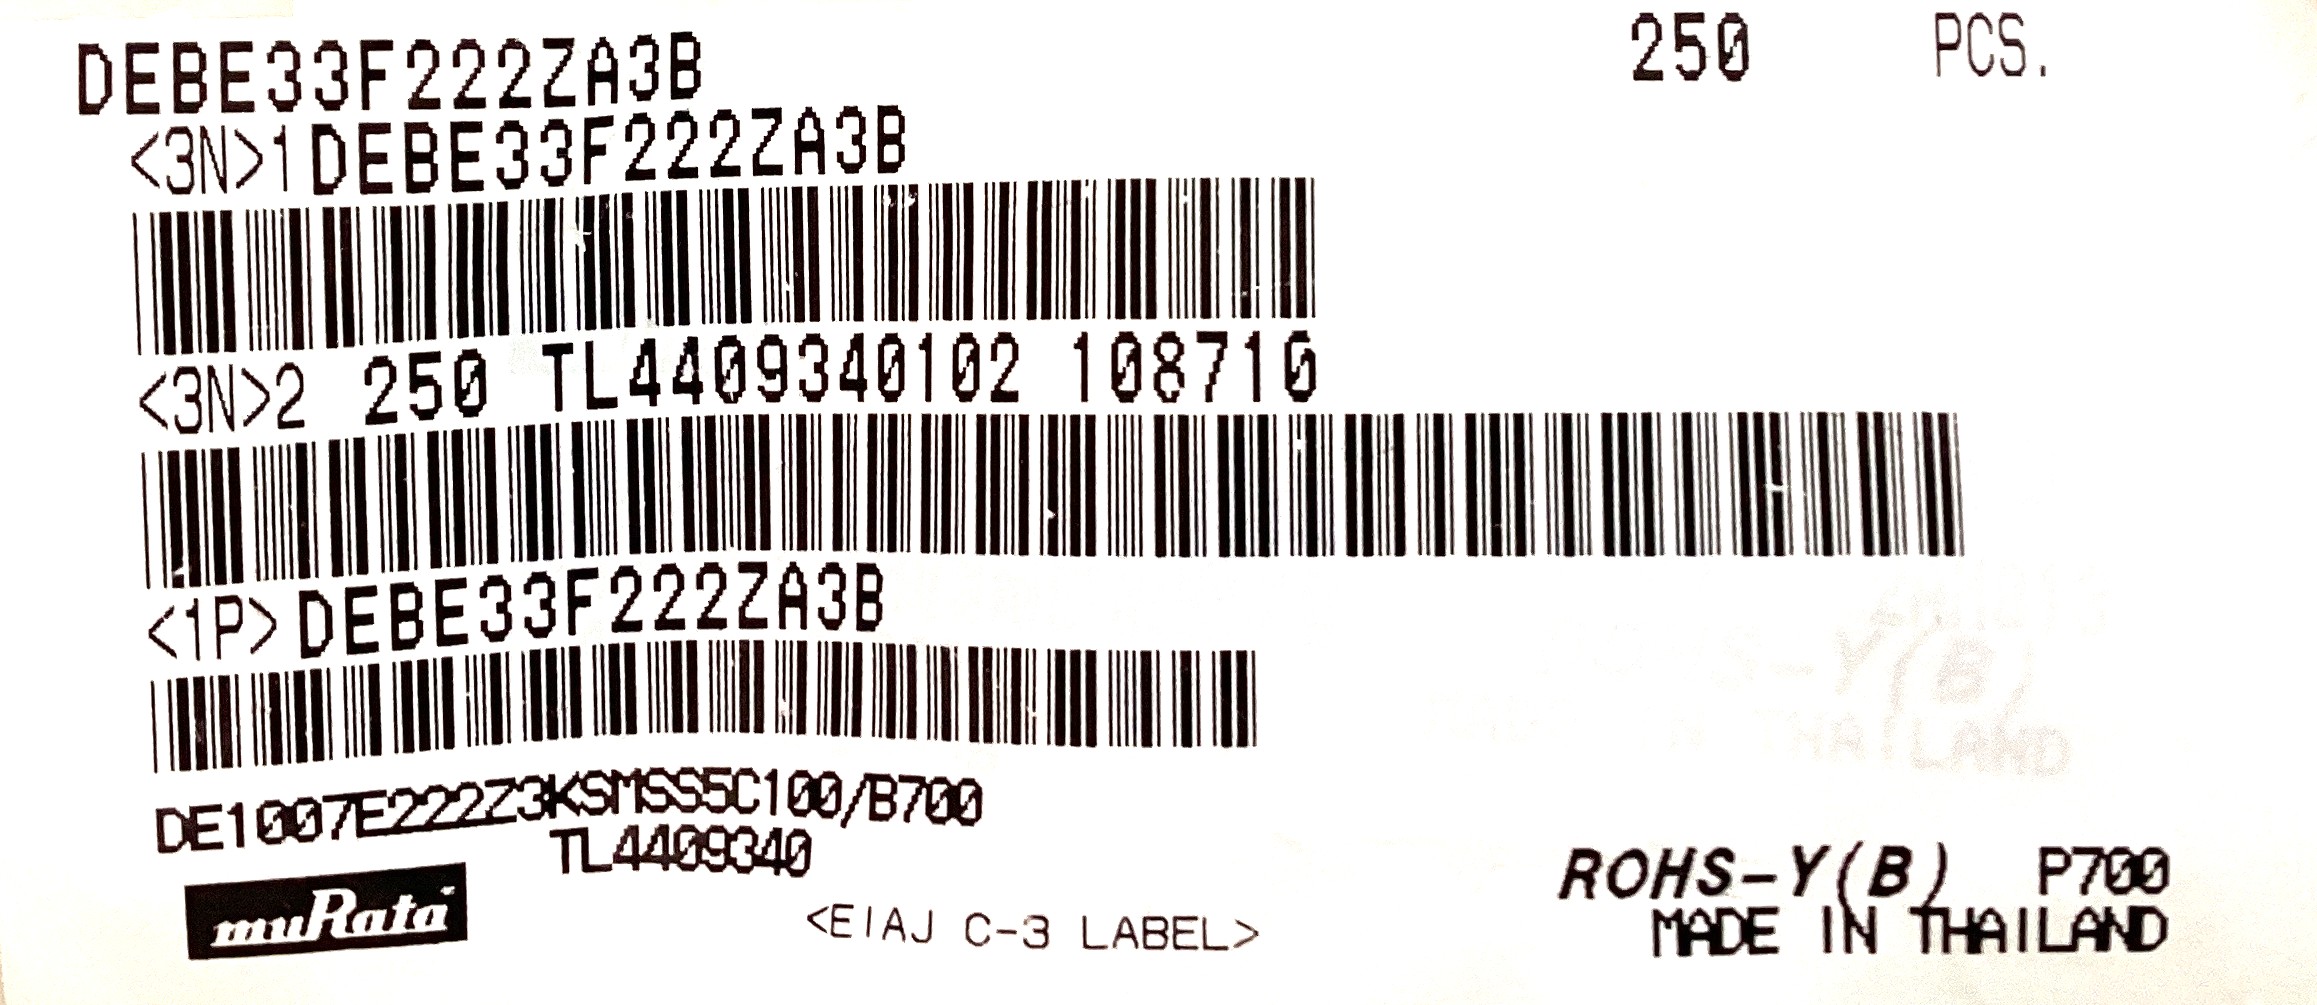 DEBE33F222ZA3B 250 PCS.
<3N>1DEBE33F222ZA3B
<3N>2 250 TL4409340102 108710
<1P>DEBE33F222ZA3B
DE1007E222Z3KSMSS5C100/B700
TL4409340
muRata
<EIAJ C-3 LABEL>
ROHS-Y(B) P700
MADE IN THAILAND